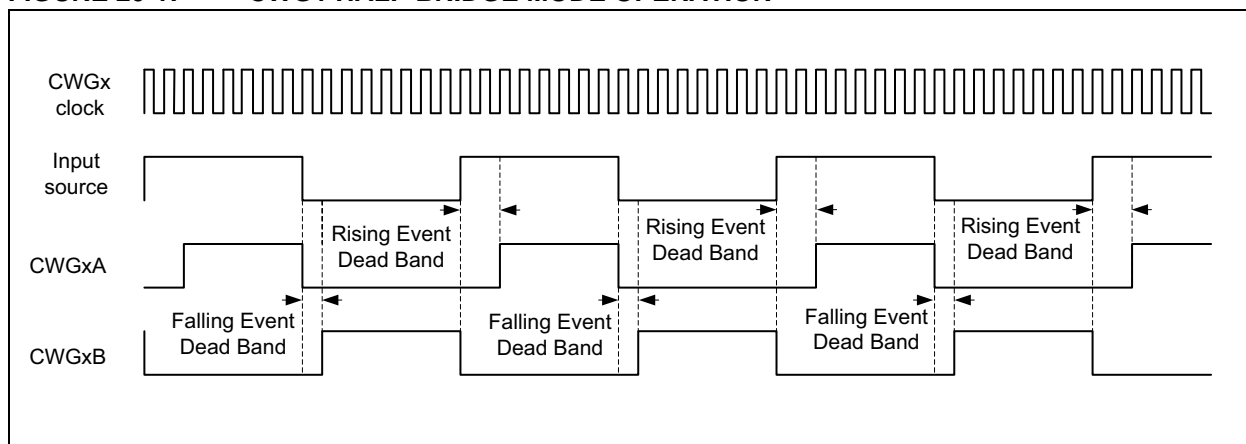 CWGx
clock
Input
source
Rising Event
Dead Band
Rising Event
Dead Band
Rising Event
Dead Band
CWGxA
Falling Event
Dead Band
Falling Event
Dead Band
Falling Event
Dead Band
CWGxB